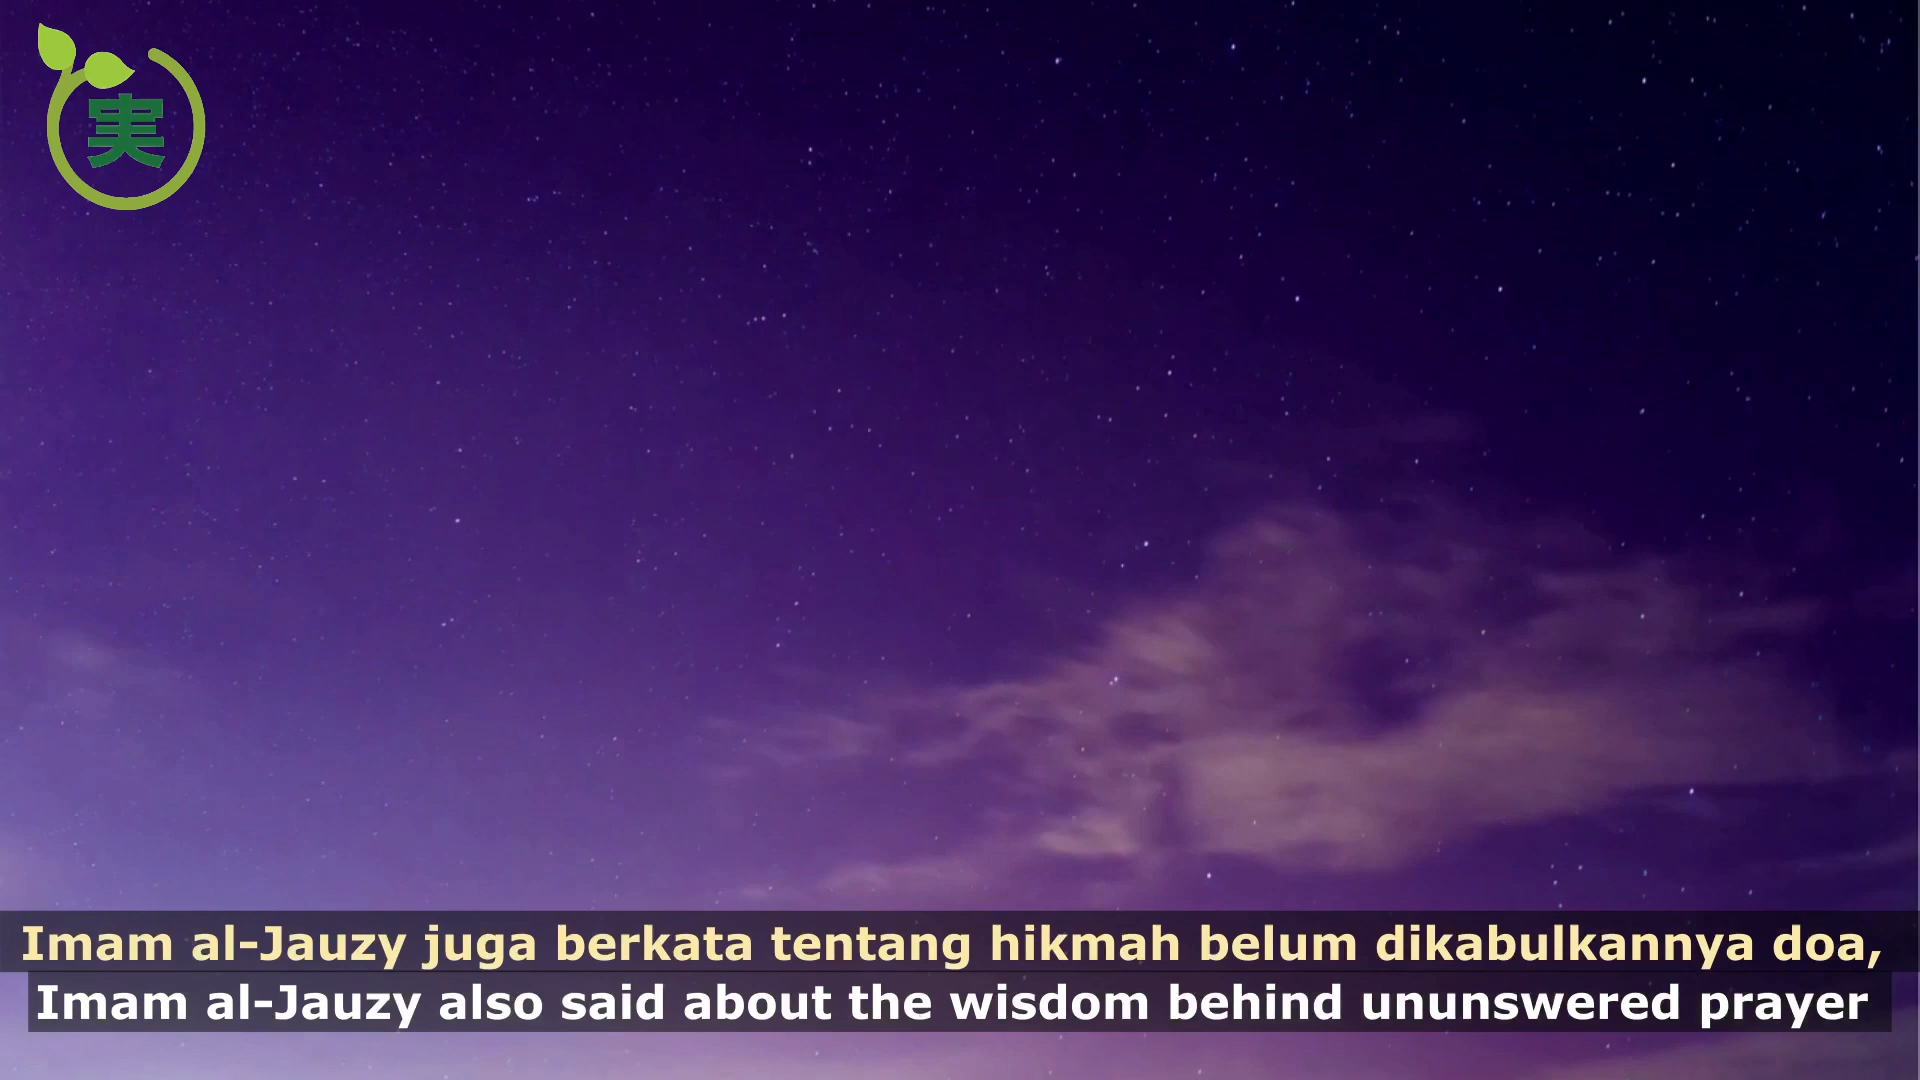 実
Imam al-Jauzy juga berkata tentang hikmah belum dikabulkannya doa,
Imam al-Jauzy also said about the wisdom behind ununswered prayer